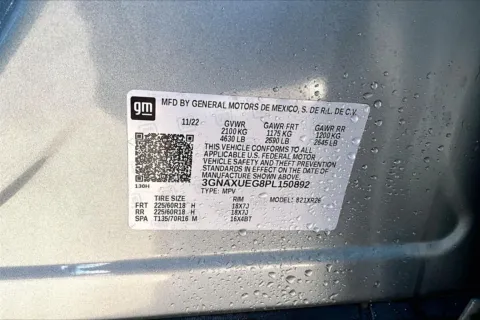 gm
MFD BY GENERAL MOTORS DE MEXICO, S. DE R.L. DE C.V.
11/22 GVWR GAWR FRT GAWR RR
2100 KG 1175 KG 1200 KG
4630 LB 2590 LB 2645 LB
THIS VEHICLE CONFORMS TO ALL
APPLICABLE U.S. FEDERAL MOTOR
VEHICLE SAFETY AND THEFT PREVENTION
STANDARDS IN EFFECT ON THE DATE OF
MANUFACTURE SHOWN ABOVE.
3GNAXUEG8PL150892
TYPE: MPV
TIRE SIZE RIM MODEL: 821XR26
FRT 225/60R18 H 18X7J
RR 225/60R18 H 18X7J
SPA T135/70R16 M 16X4BT